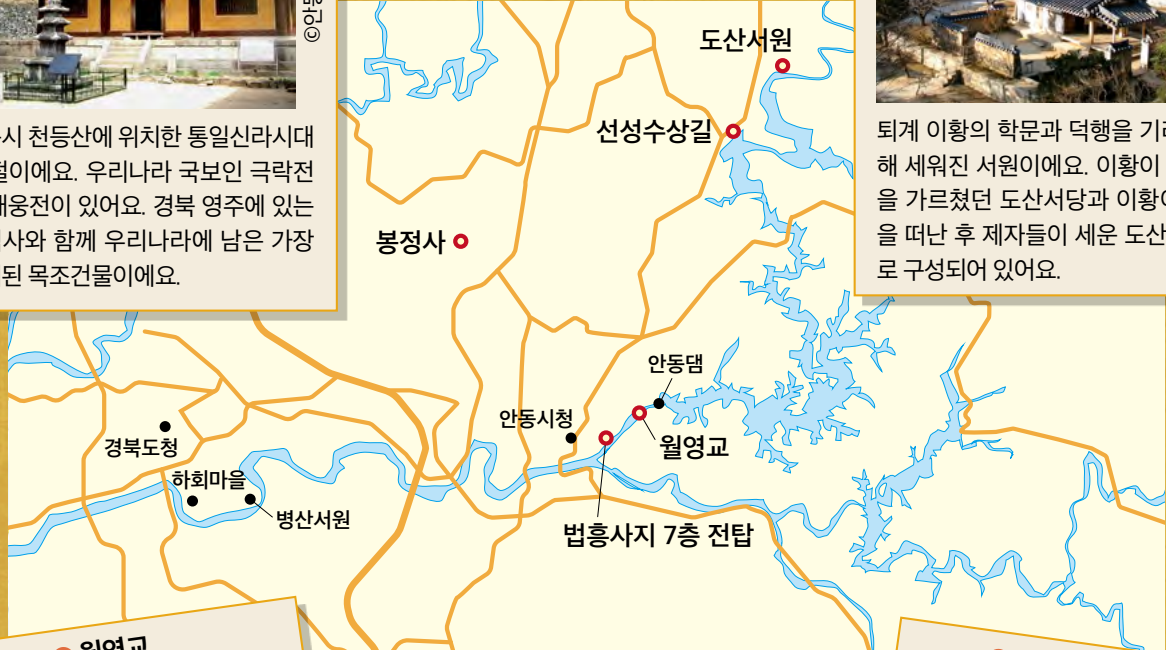 시 천등산에 위치한 통일신라시대
이에요. 우리나라 국보인 극락전
대웅전이 있어요. 경북 영주에 있는
사와 함께 우리나라에 남은 가장
된 목조건물이에요.
퇴계 이황의 학문과 덕행을
해 세워진 서원이에요. 이황이
을 가르쳤던 도산서당과
을 떠난 후 제자들이 세운 도산
로 구성되어 있어요.
도산서원
선성수상길
봉정사
안동댐
안동시청
월영교
경북도청
하회마을
병산서원
법흥사지 7층 전탑
월영교